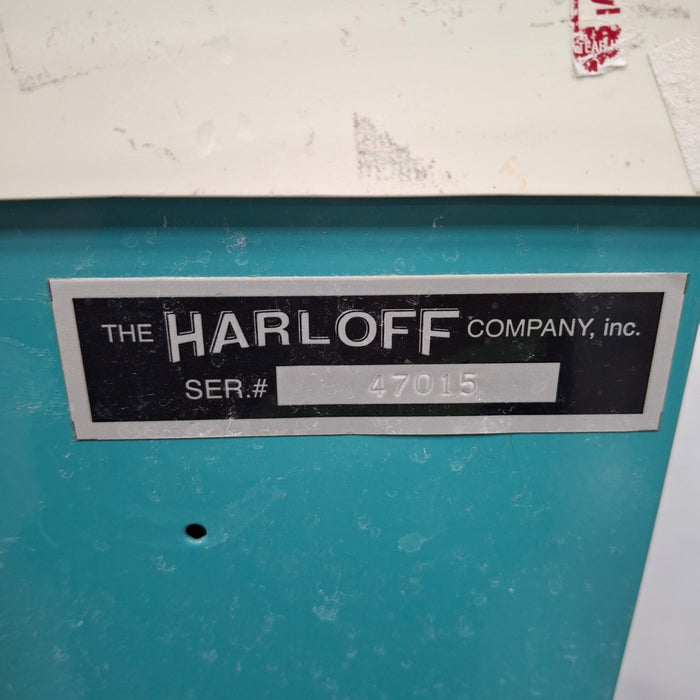 THE HARLOFF COMPANY, inc.
SER.# 47015